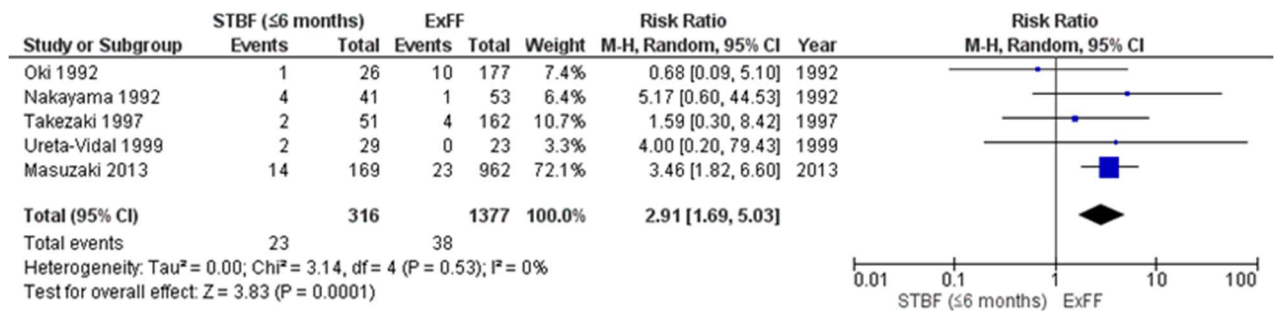 STBF (≤6 months) ExFF Risk Ratio Risk Ratio
Study or Subgroup Events Total Events Total Weight M-H, Random, 95% CI Year M-H, Random, 95% CI
Oki 1992 1 26 10 177 7.4% 0.68 [0.09, 5.10] 1992
Nakayama 1992 4 41 1 53 6.4% 5.17 [0.60, 44.53] 1992
Takezaki 1997 2 51 4 162 10.7% 1.59 [0.30, 8.42] 1997
Ureta-Vidal 1999 2 29 0 23 3.3% 4.00 [0.20, 79.43] 1999
Masuzaki 2013 14 169 23 962 72.1% 3.46 [1.82, 6.60] 2013
Total (95% CI) 316 1377 100.0% 2.91 [1.69, 5.03]
Total events 23 38
Heterogeneity: Tau² = 0.00; Chi² = 3.14, df = 4 (P = 0.53); I² = 0%
Test for overall effect: Z = 3.83 (P = 0.0001)
0.01 0.1 1 10 100
STBF (≤6 months) ExFF